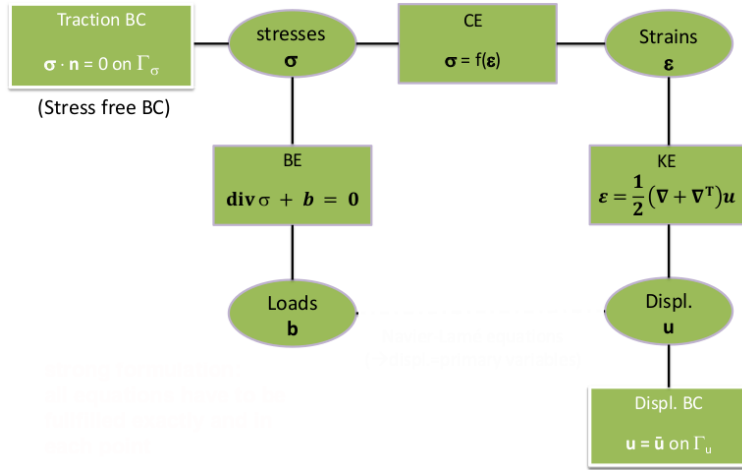 Traction BC
σ · n = 0 on Γσ
(Stress free BC)
stresses
σ
CE
σ = f(ε)
Strains
ε
BE
div σ + b = 0
KE
ε = 1/2 (∇ + ∇ᵀ)u
Loads
b
Displ.
u
Displ. BC
u = ū on Γu